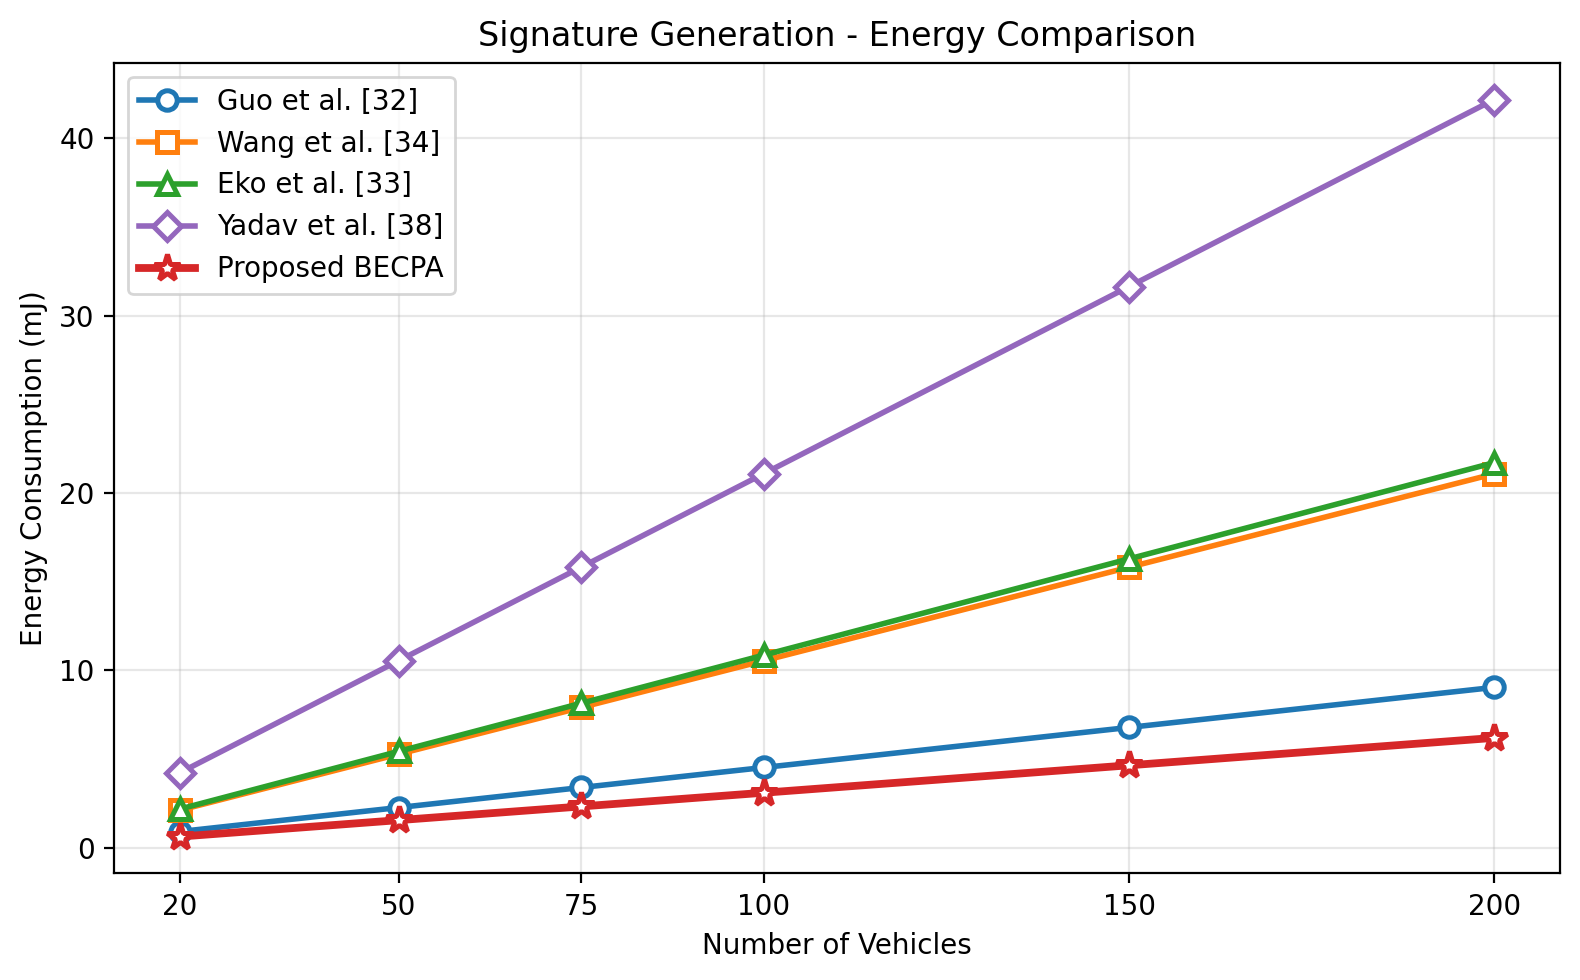 Signature Generation - Energy Comparison
Guo et al. [32]
Wang et al. [34]
Eko et al. [33]
Yadav et al. [38]
Proposed BECPA
Energy Consumption (mJ)
40
30
20
10
0
20 50 75 100 150 200
Number of Vehicles